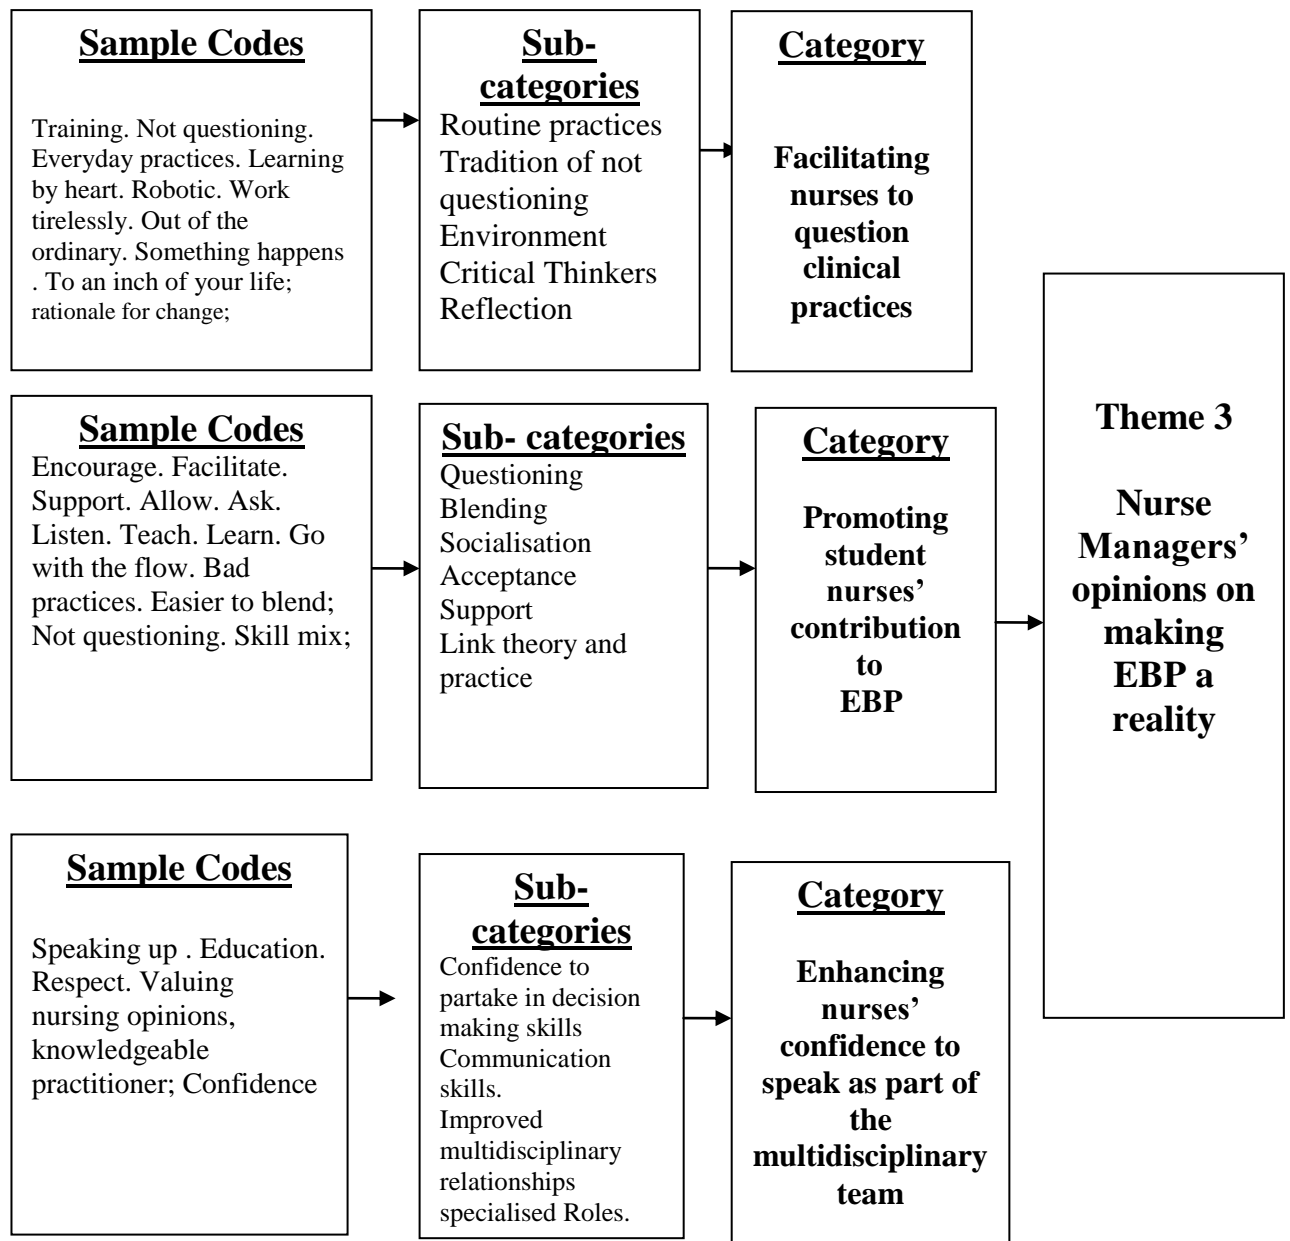 Sample Codes
Training. Not questioning.
Everyday practices. Learning
by heart. Robotic. Work
tirelessly. Out of the
ordinary. Something happens
. To an inch of your life;
rationale for change;
Sub-
categories
Routine practices
Tradition of not
questioning
Environment
Critical Thinkers
Reflection
Category
Facilitating
nurses to
question
clinical
practices
Sample Codes
Encourage. Facilitate.
Support. Allow. Ask.
Listen. Teach. Learn. Go
with the flow. Bad
practices. Easier to blend;
Not questioning. Skill mix;
Sub- categories
Questioning
Blending
Socialisation
Acceptance
Support
Link theory and
practice
Category
Promoting
student
nurses’
contribution
to
EBP
Sample Codes
Speaking up . Education.
Respect. Valuing
nursing opinions,
knowledgeable
practitioner; Confidence
Sub-
categories
Confidence to
partake in decision
making skills
Communication
skills.
Improved
multidisciplinary
relationships
specialised Roles.
Category
Enhancing
nurses’
confidence to
speak as part of
the
multidisciplinary
team
Theme 3
Nurse
Managers’
opinions on
making
EBP a
reality